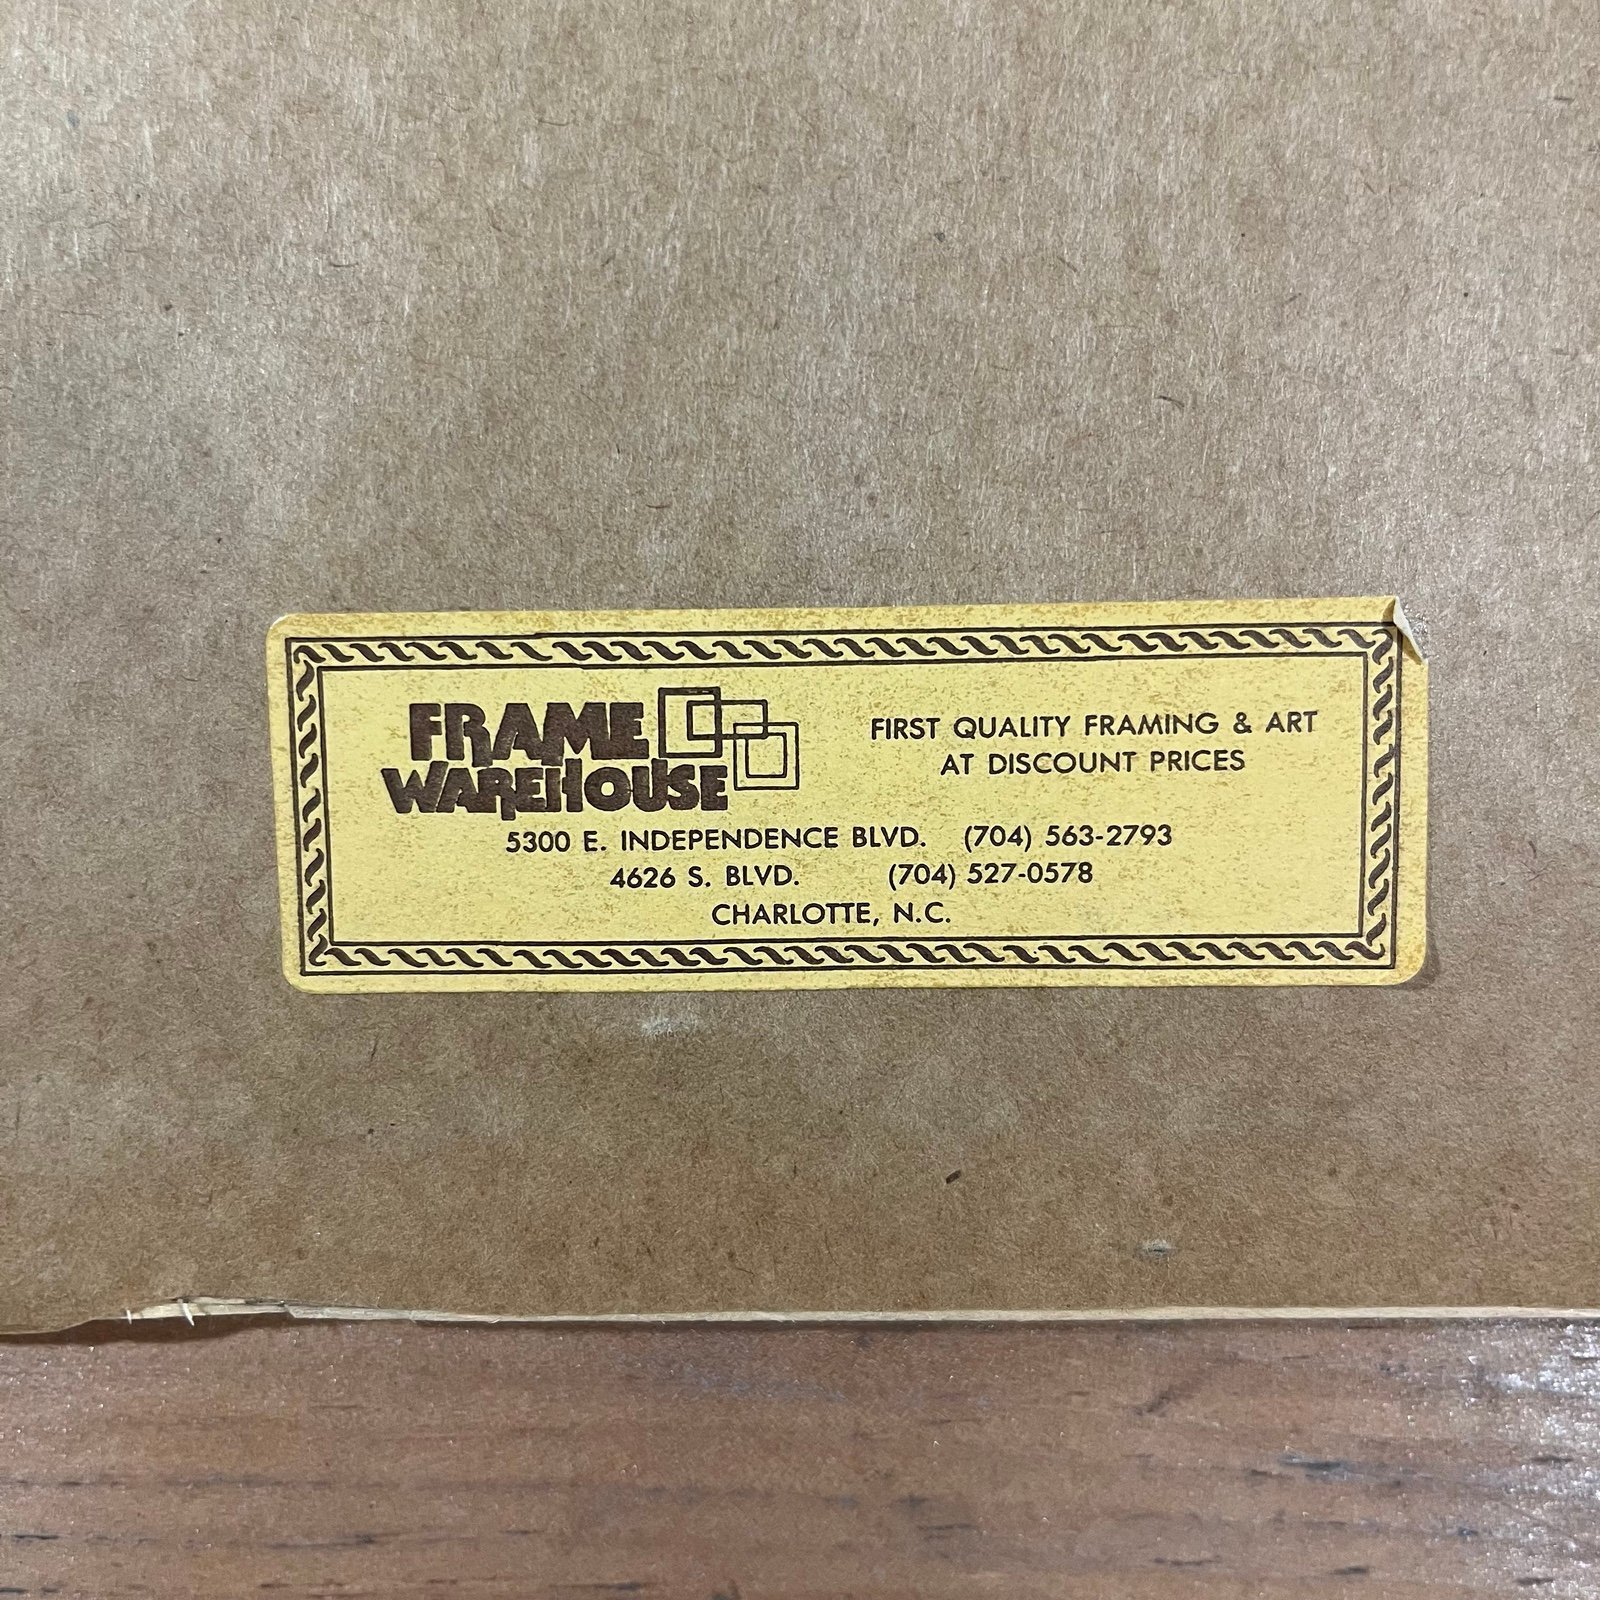 FRAME
WAREHOUSE
FIRST QUALITY FRAMING & ART
AT DISCOUNT PRICES
5300 E. INDEPENDENCE BLVD. (704) 563-2793
4626 S. BLVD. (704) 527-0578
CHARLOTTE, N.C.